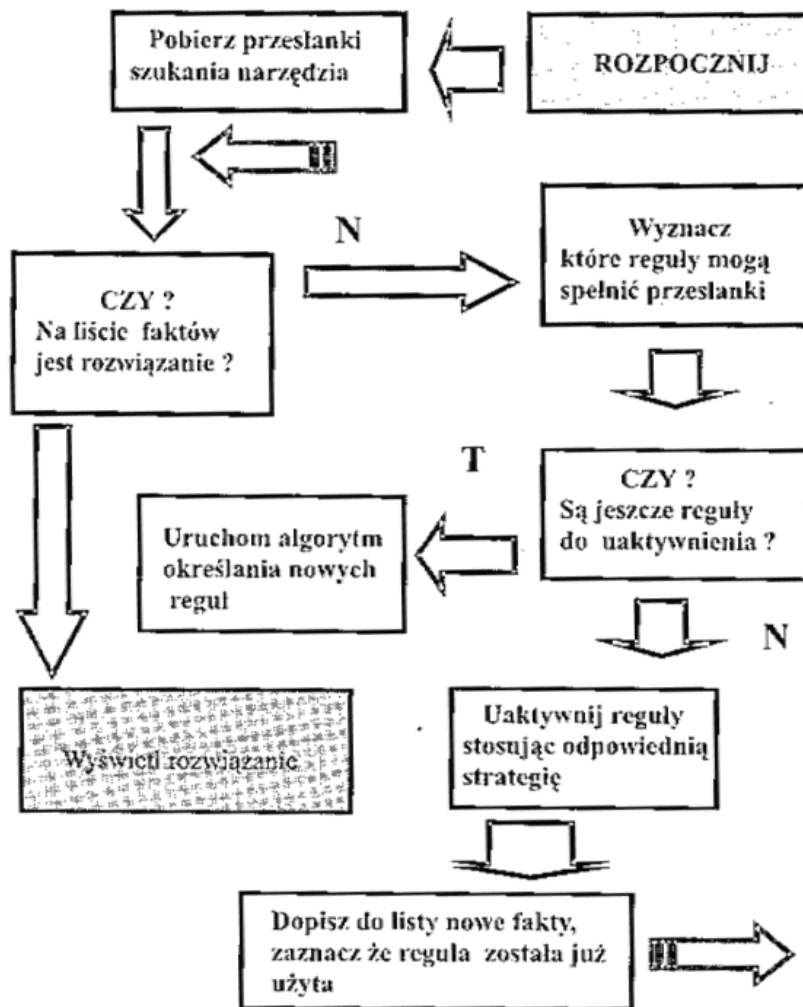 ROZPOCZNIJ
Pobierz przesłanki
szukania narzędzia
N
CZY ?
Na liście faktów
jest rozwiązanie ?
Wyznacz
które reguły mogą
spełnić przesłanki
T
CZY ?
Są jeszcze reguły
do uaktywnienia ?
Uruchom algorytm
określania nowych
reguł
N
Wyświetl rozwiązanie
Uaktywnij reguły
stosując odpowiednią
strategię
Dopisz do listy nowe fakty,
zaznacz że reguła została już
użyta